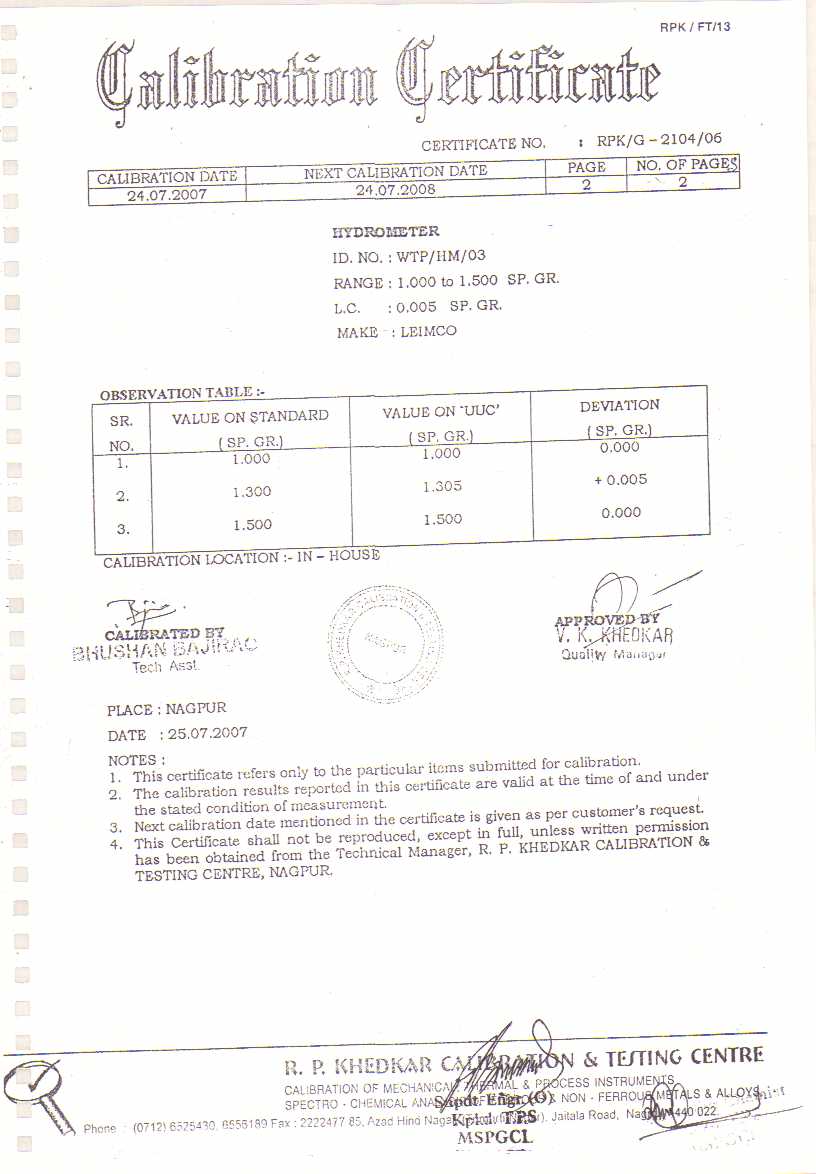 RPK / FT/13
Calibration Certificate
CERTIFICATE NO. : RPK/G – 2104/06
CALIBRATION DATE NEXT CALIBRATION DATE PAGE NO. OF PAGES
24.07.2007 24.07.2008 2 2
HYDROMETER
ID. NO. : WTP/HM/03
RANGE : 1.000 to 1.500 SP. GR.
L.C. : 0.005 SP. GR.
MAKE : LEIMCO
OBSERVATION TABLE :-
SR. NO. VALUE ON STANDARD ( SP. GR.) VALUE ON 'UUC' ( SP. GR.) DEVIATION ( SP. GR.)
1. 1.000 1.000 0.000
2. 1.300 1.305 + 0.005
3. 1.500 1.500 0.000
CALIBRATION LOCATION :- IN – HOUSE
CALIBRATED BY
BHUSHAN BAJIRAO
Tech Asst.
NAGPUR
APPROVED BY
V. K. KHEDKAR
Quality Manager
PLACE : NAGPUR
DATE : 25.07.2007
NOTES :
1. This certificate refers only to the particular items submitted for calibration.
2. The calibration results reported in this certificate are valid at the time of and under
the stated condition of measurement.
3. Next calibration date mentioned in the certificate is given as per customer's request.
4. This Certificate shall not be reproduced, except in full, unless written permission
has been obtained from the Technical Manager, R. P. KHEDKAR CALIBRATION &
TESTING CENTRE, NAGPUR.
R. P. KHEDKAR CALIBRATION & TESTING CENTRE
CALIBRATION OF MECHANICAL, THERMAL & PROCESS INSTRUMENTS
SPECTRO - CHEMICAL & NON - FERROUS METALS & ALLOYS
Phone : (0712) 6525430, 6556189 Fax : 2222477 85, Azad Hind Nagar Jaitala Road, 440 022
Supdt. Engr. (O)
TPS
MSPGCL